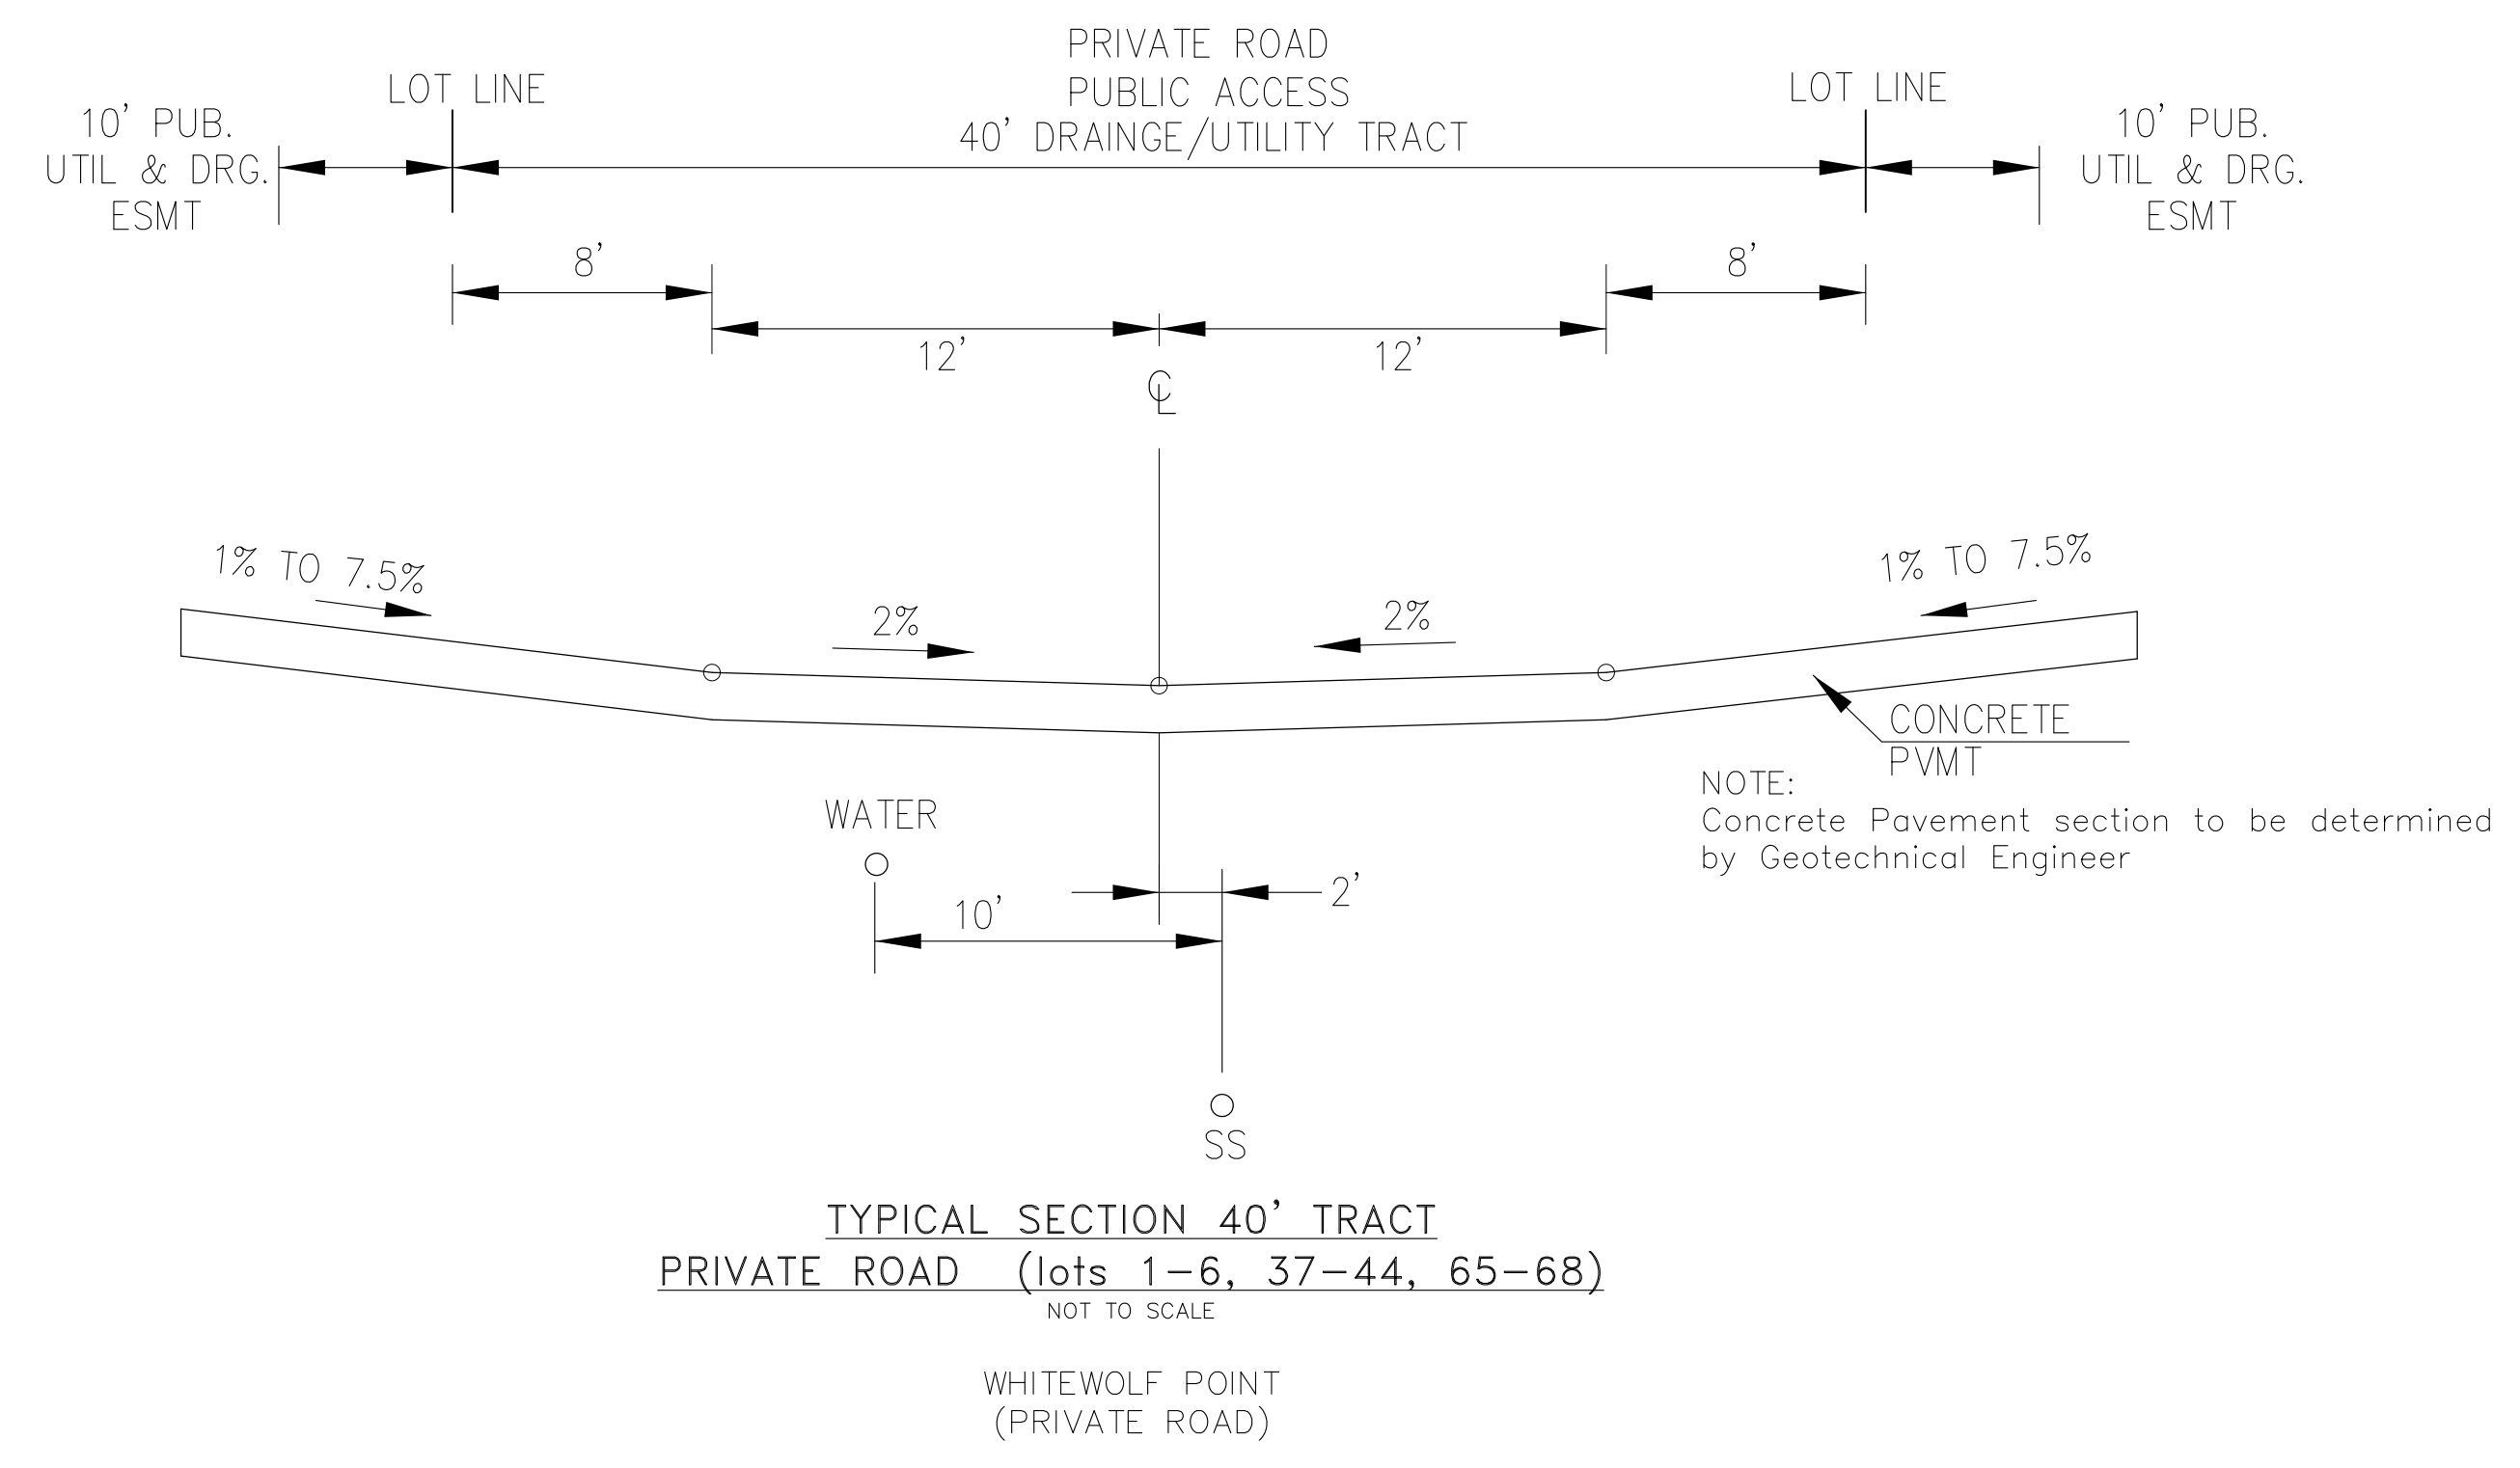 PRIVATE ROAD
PUBLIC ACCESS
40' DRAINGE/UTILITY TRACT
LOT LINE
LOT LINE
10' PUB.
UTIL & DRG.
ESMT
10' PUB.
UTIL & DRG.
ESMT
8'
8'
12'
12'
℄
1% TO 7.5%
2%
2%
1% TO 7.5%
CONCRETE
PVMT
NOTE:
Concrete Pavement section to be determined
by Geotechnical Engineer
WATER
2'
10'
SS
TYPICAL SECTION 40' TRACT
PRIVATE ROAD (lots 1-6, 37-44, 65-68)
NOT TO SCALE
WHITEWOLF POINT
(PRIVATE ROAD)